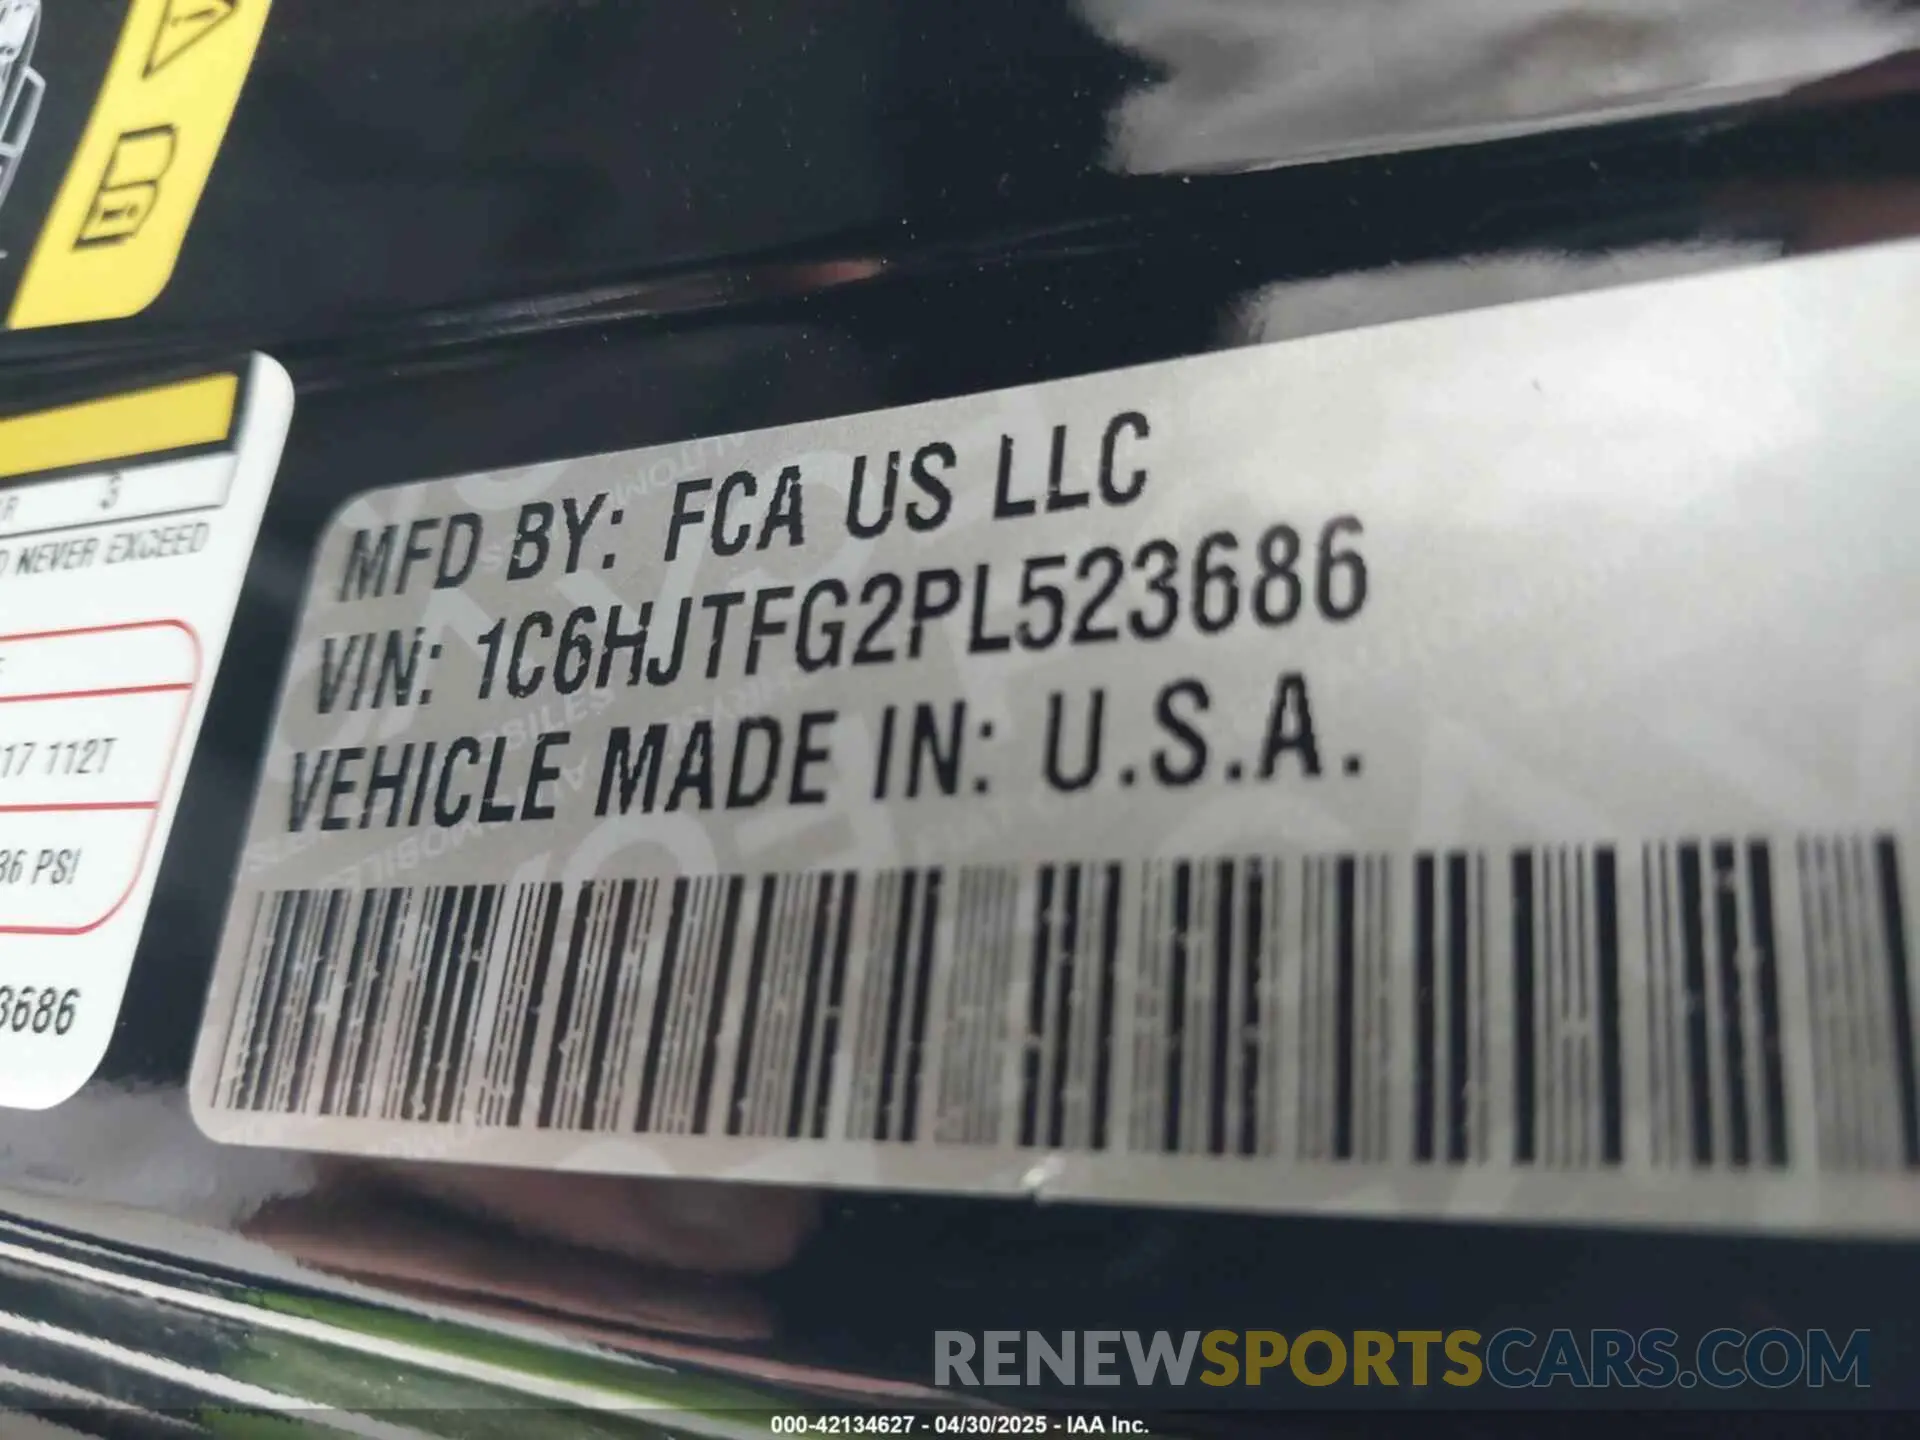 3
D NEVER EXCEED
17 112T
36 PSI
3686
MFD BY: FCA US LLC
VIN: 1C6HJTFG2PL523686
VEHICLE MADE IN: U.S.A.
RENEWSPORTSCARS.COM
000-42134627 - 04/30/2025 - IAA Inc.